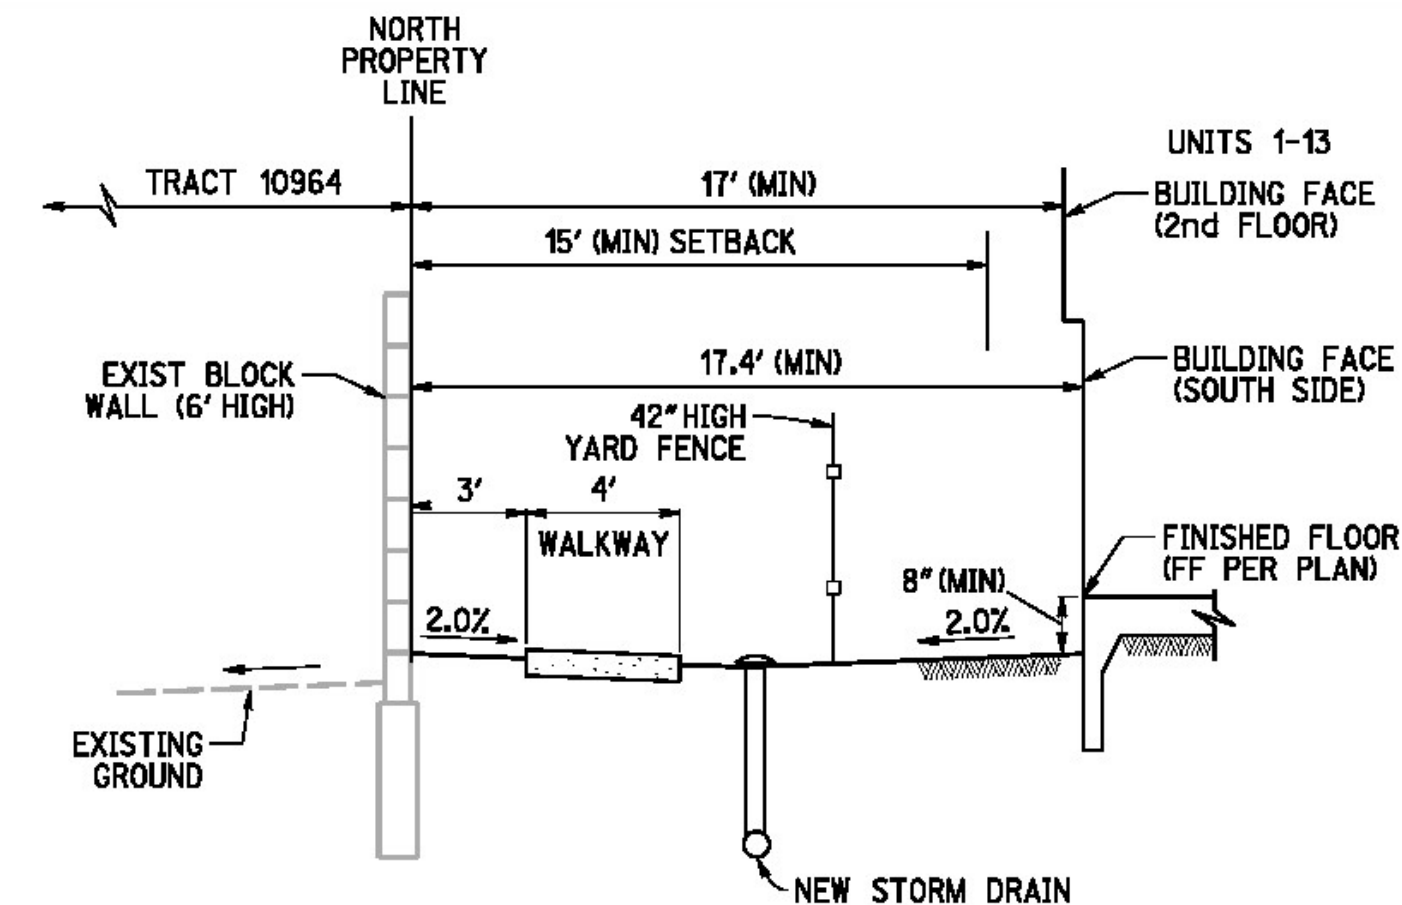 NORTH
PROPERTY
LINE
UNITS 1-13
TRACT 10964
17' (MIN)
BUILDING FACE
(2nd FLOOR)
15' (MIN) SETBACK
17.4' (MIN)
BUILDING FACE
(SOUTH SIDE)
EXIST BLOCK
WALL (6' HIGH)
42" HIGH
YARD FENCE
3'
4'
WALKWAY
FINISHED FLOOR
(FF PER PLAN)
8" (MIN)
2.0%
2.0%
EXISTING
GROUND
NEW STORM DRAIN